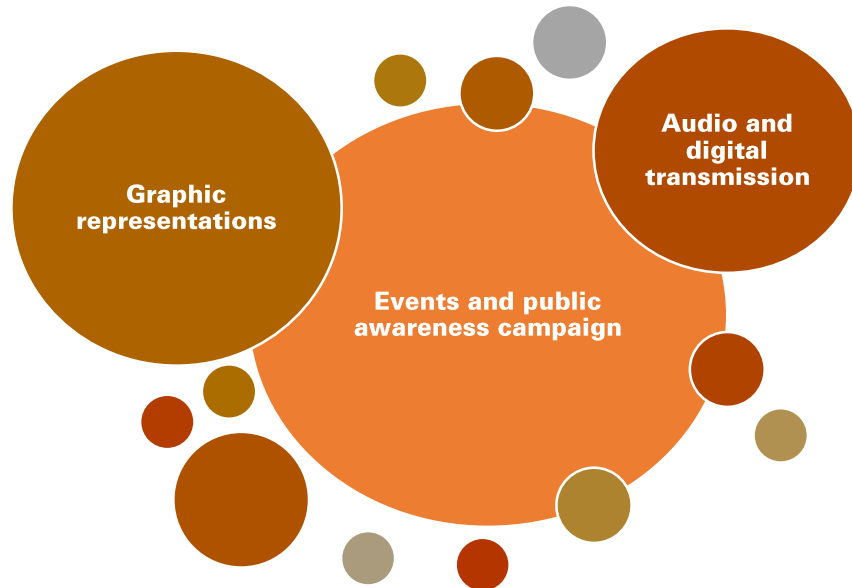 Graphic
representations
Events and public
awareness campaign
Audio and
digital
transmission